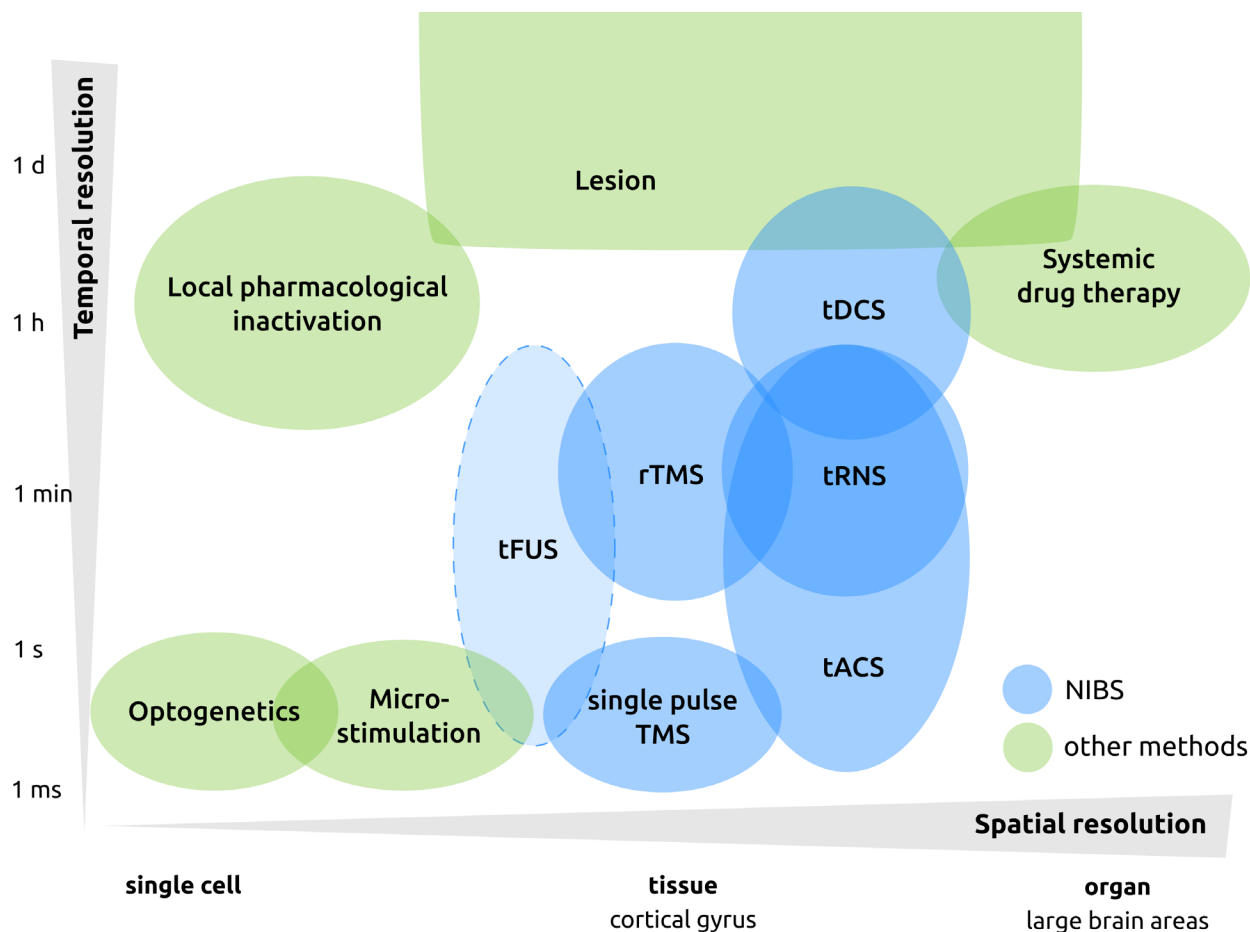 Temporal resolution
1 d
1 h
1 min
1 s
1 ms
Lesion
Local pharmacological
inactivation
Systemic
drug therapy
tDCS
rTMS
tRNS
tFUS
tACS
Optogenetics
Micro-
stimulation
single pulse
TMS
NIBS
other methods
Spatial resolution
single cell
tissue
cortical gyrus
organ
large brain areas